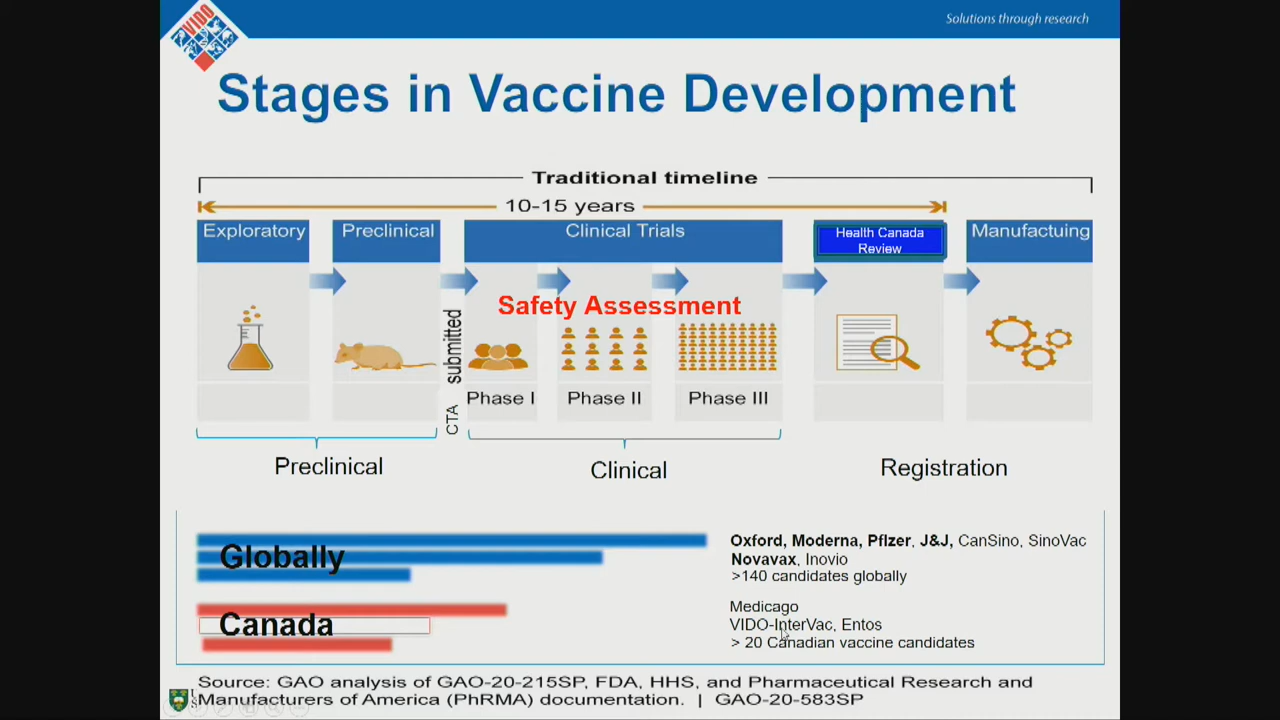 VIDO
Solutions through research
Stages in Vaccine Development
Traditional timeline
10-15 years
Exploratory
Preclinical
Clinical Trials
Health Canada
Review
Manufactuing
Safety Assessment
CTA submitted
Phase I
Phase II
Phase III
Preclinical
Clinical
Registration
Globally
Oxford, Moderna, Pfizer, J&J, CanSino, SinoVac
Novavax, Inovio
>140 candidates globally
Canada
Medicago
VIDO-InterVac, Entos
> 20 Canadian vaccine candidates
Source: GAO analysis of GAO-20-215SP, FDA, HHS, and Pharmaceutical Research and
Manufacturers of America (PhRMA) documentation. | GAO-20-583SP